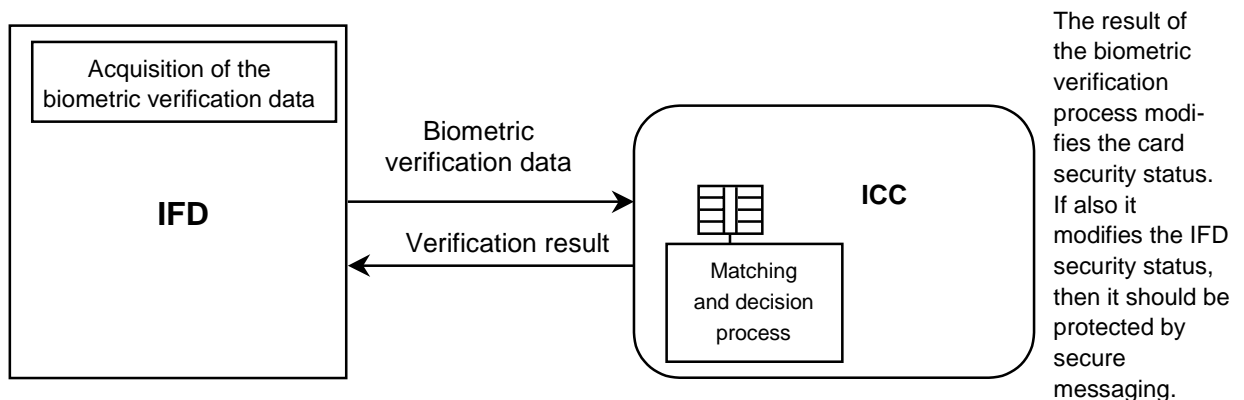 Acquisition of the
biometric verification data
IFD
Biometric
verification data
Verification result
ICC
Matching
and decision
process
The result of
the biometric
verification
process modi-
fies the card
security status.
If also it
modifies the IFD
security status,
then it should be
protected by
secure
messaging.